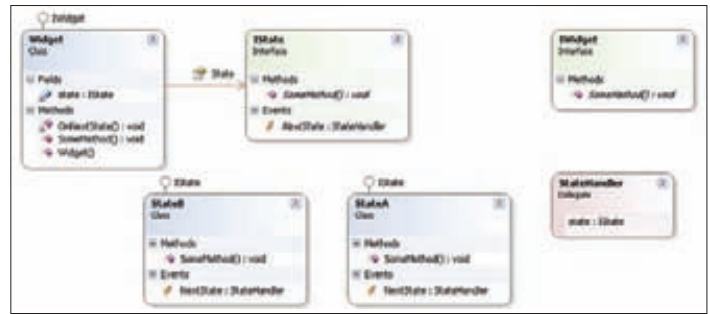 IWidget
Widget
Class
Fields
state : IState
Methods
OnNextState() : void
SomeMethod() : void
Widget()
State
IState
Interface
Methods
SomeMethod() : void
Events
NextState : StateHandler
IWidget
Interface
Methods
SomeMethod() : void
IState
StateB
Class
Methods
SomeMethod() : void
Events
NextState : StateHandler
IState
StateA
Class
Methods
SomeMethod() : void
Events
NextState : StateHandler
StateHandler
Delegate
state : IState